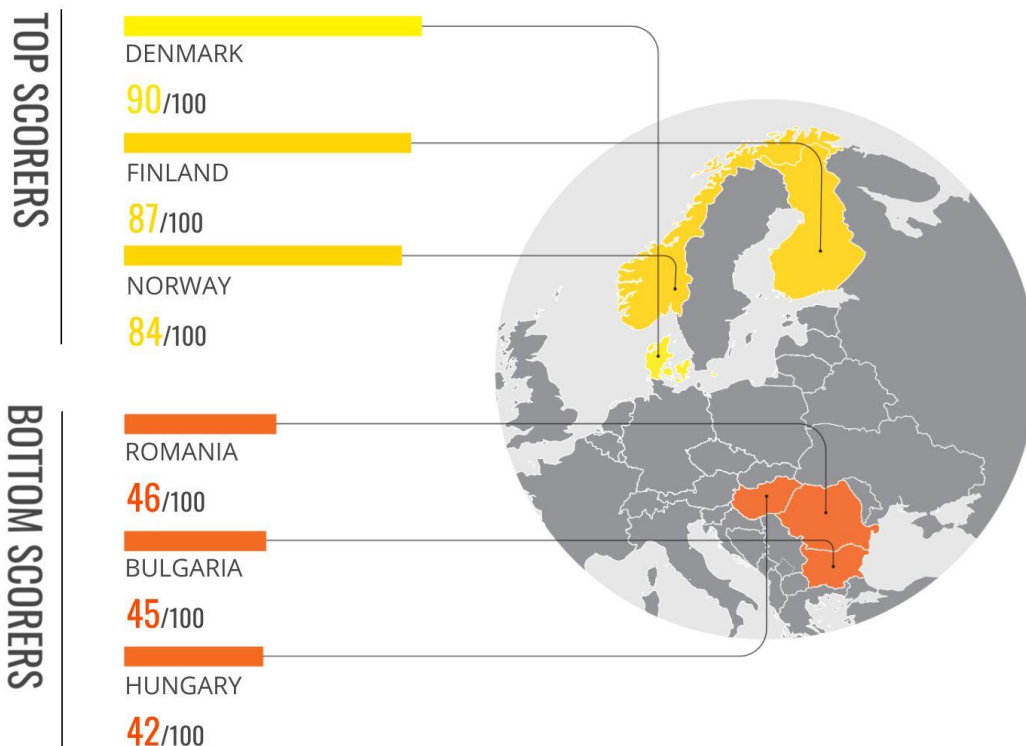 TOP SCORERS
DENMARK
90/100
FINLAND
87/100
NORWAY
84/100
BOTTOM SCORERS
ROMANIA
46/100
BULGARIA
45/100
HUNGARY
42/100